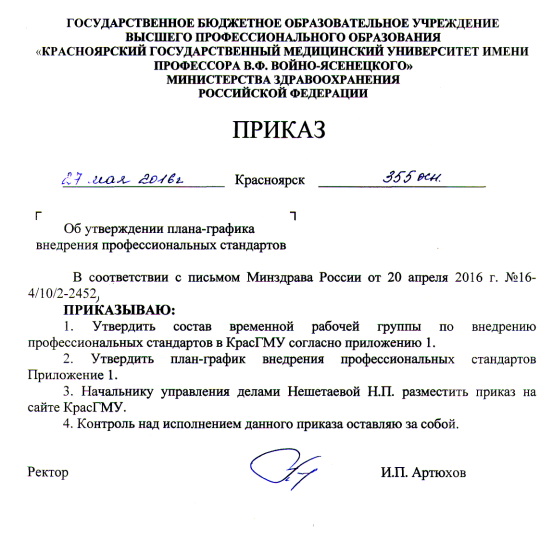 ГОСУДАРСТВЕННОЕ БЮДЖЕТНОЕ ОБРАЗОВАТЕЛЬНОЕ УЧРЕЖДЕНИЕ
ВЫСШЕГО ПРОФЕССИОНАЛЬНОГО ОБРАЗОВАНИЯ
«КРАСНОЯРСКИЙ ГОСУДАРСТВЕННЫЙ МЕДИЦИНСКИЙ УНИВЕРСИТЕТ ИМЕНИ
ПРОФЕССОРА В.Ф. ВОЙНО-ЯСЕНЕЦКОГО»
МИНИСТЕРСТВА ЗДРАВООХРАНЕНИЯ
РОССИЙСКОЙ ФЕДЕРАЦИИ
ПРИКАЗ
27 мая 2016г Красноярск 355 осн.
Об утверждении плана-графика
внедрения профессиональных стандартов
В соответствии с письмом Минздрава России от 20 апреля 2016 г. №16-
4/10/2-2452,
ПРИКАЗЫВАЮ:
1. Утвердить состав временной рабочей группы по внедрению
профессиональных стандартов в КрасГМУ согласно приложению 1.
2. Утвердить план-график внедрения профессиональных стандартов
Приложение 1.
3. Начальнику управления делами Нешетаевой Н.П. разместить приказ на
сайте КрасГМУ.
4. Контроль над исполнением данного приказа оставляю за собой.
Ректор И.П. Артюхов